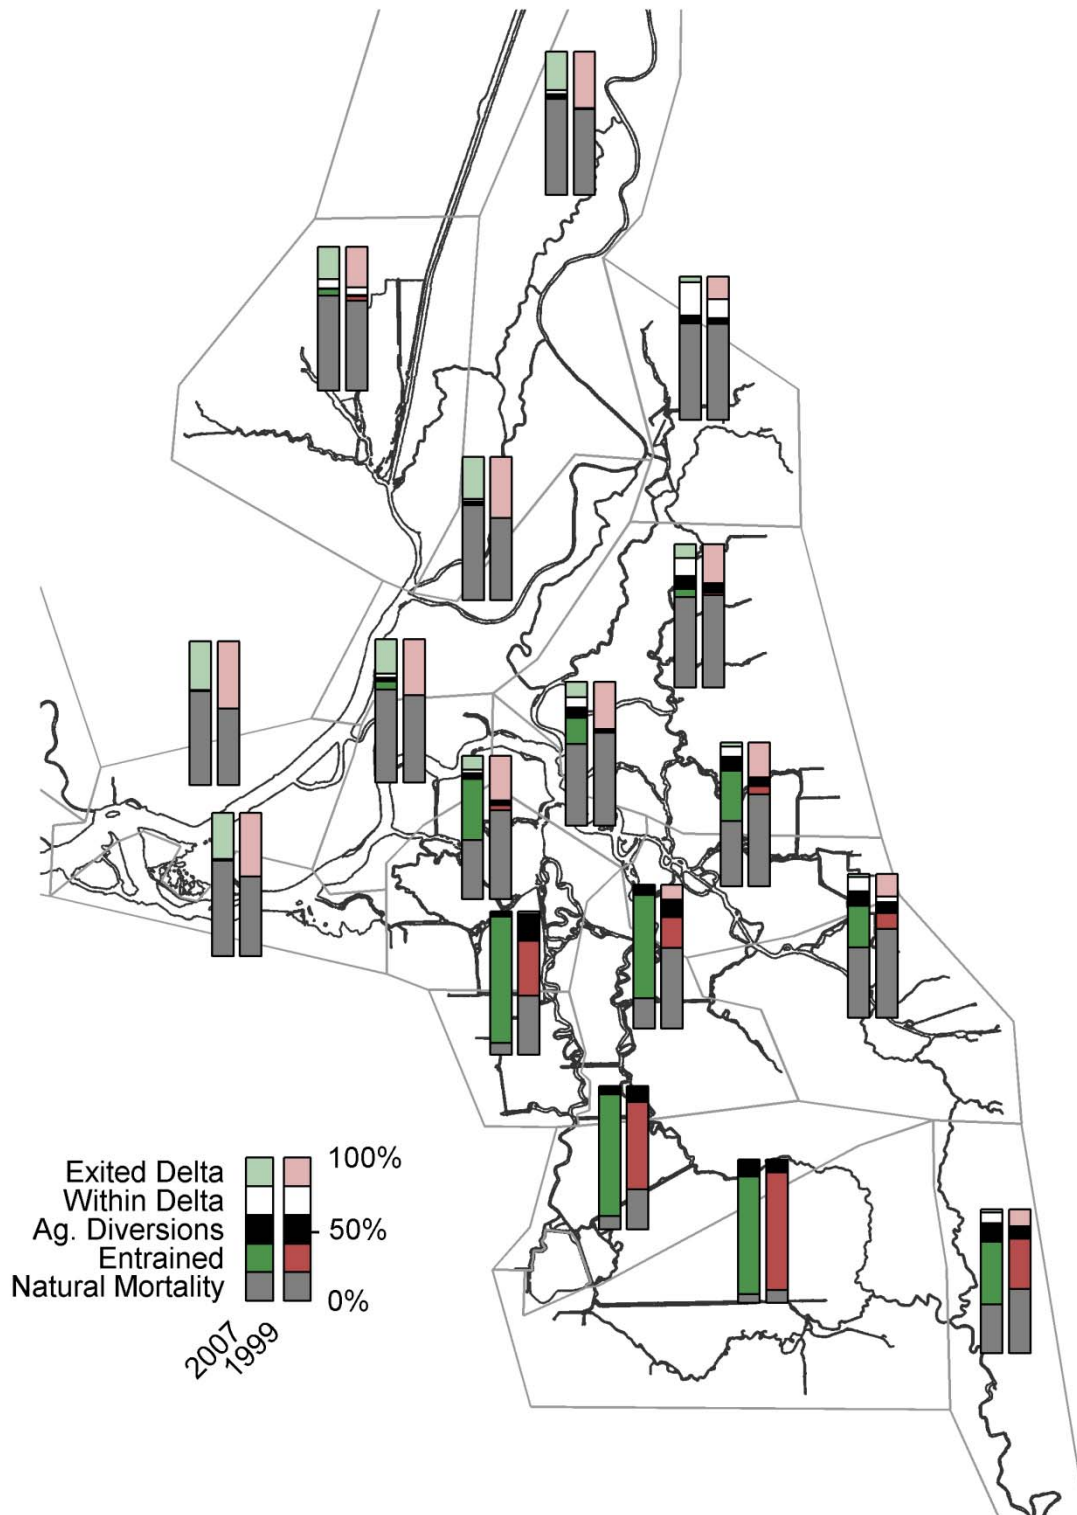 Exited Delta
Within Delta
Ag. Diversions
Entrained
Natural Mortality
100%
50%
0%
2007
1999